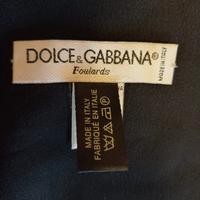 DOLCE & GABBANA®
Foulards
MADE IN ITALY
MADE IN ITALY
FABRIQUÉ EN ITALIE